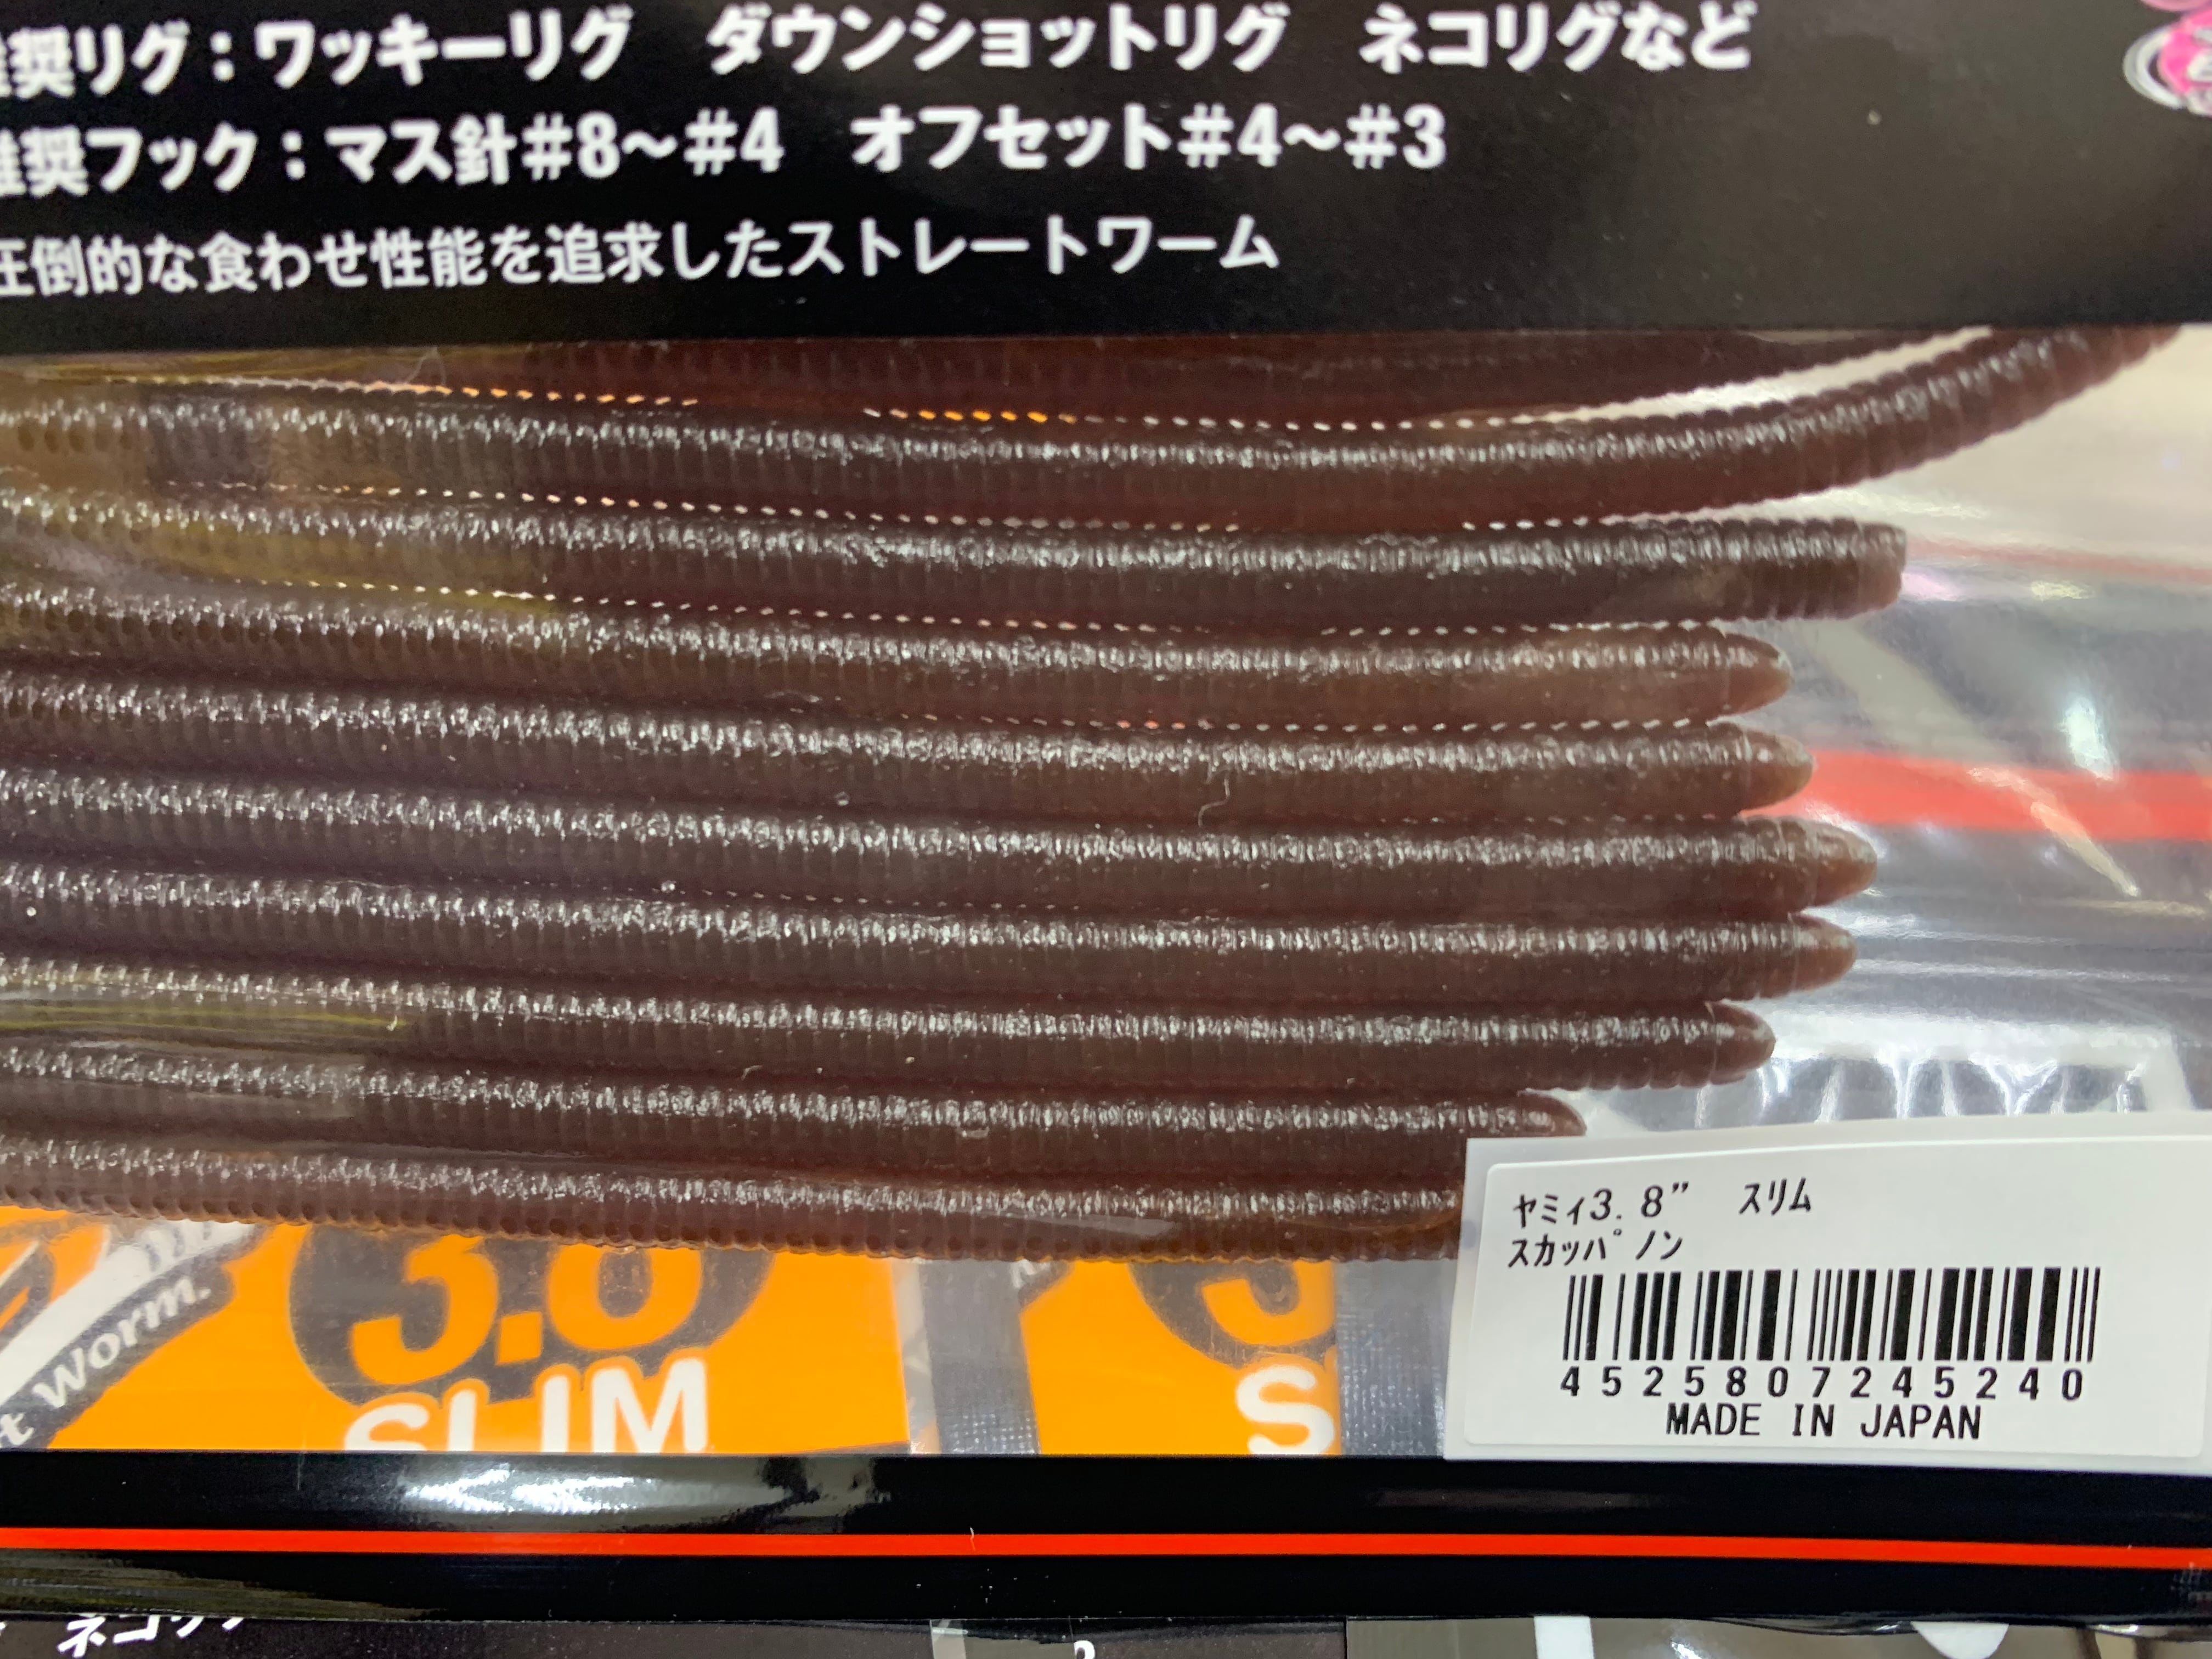 推奨リグ：ワッキーリグ　ダウンショットリグ　ネコリグなど
推奨フック：マス針#8〜#4　オフセット#4〜#3
圧倒的な食わせ性能を追求したストレートワーム
ヤミィ3.8”　スリム
スカッパノン
4525807245240
MADE IN JAPAN
Worm.
3.8
SLIM